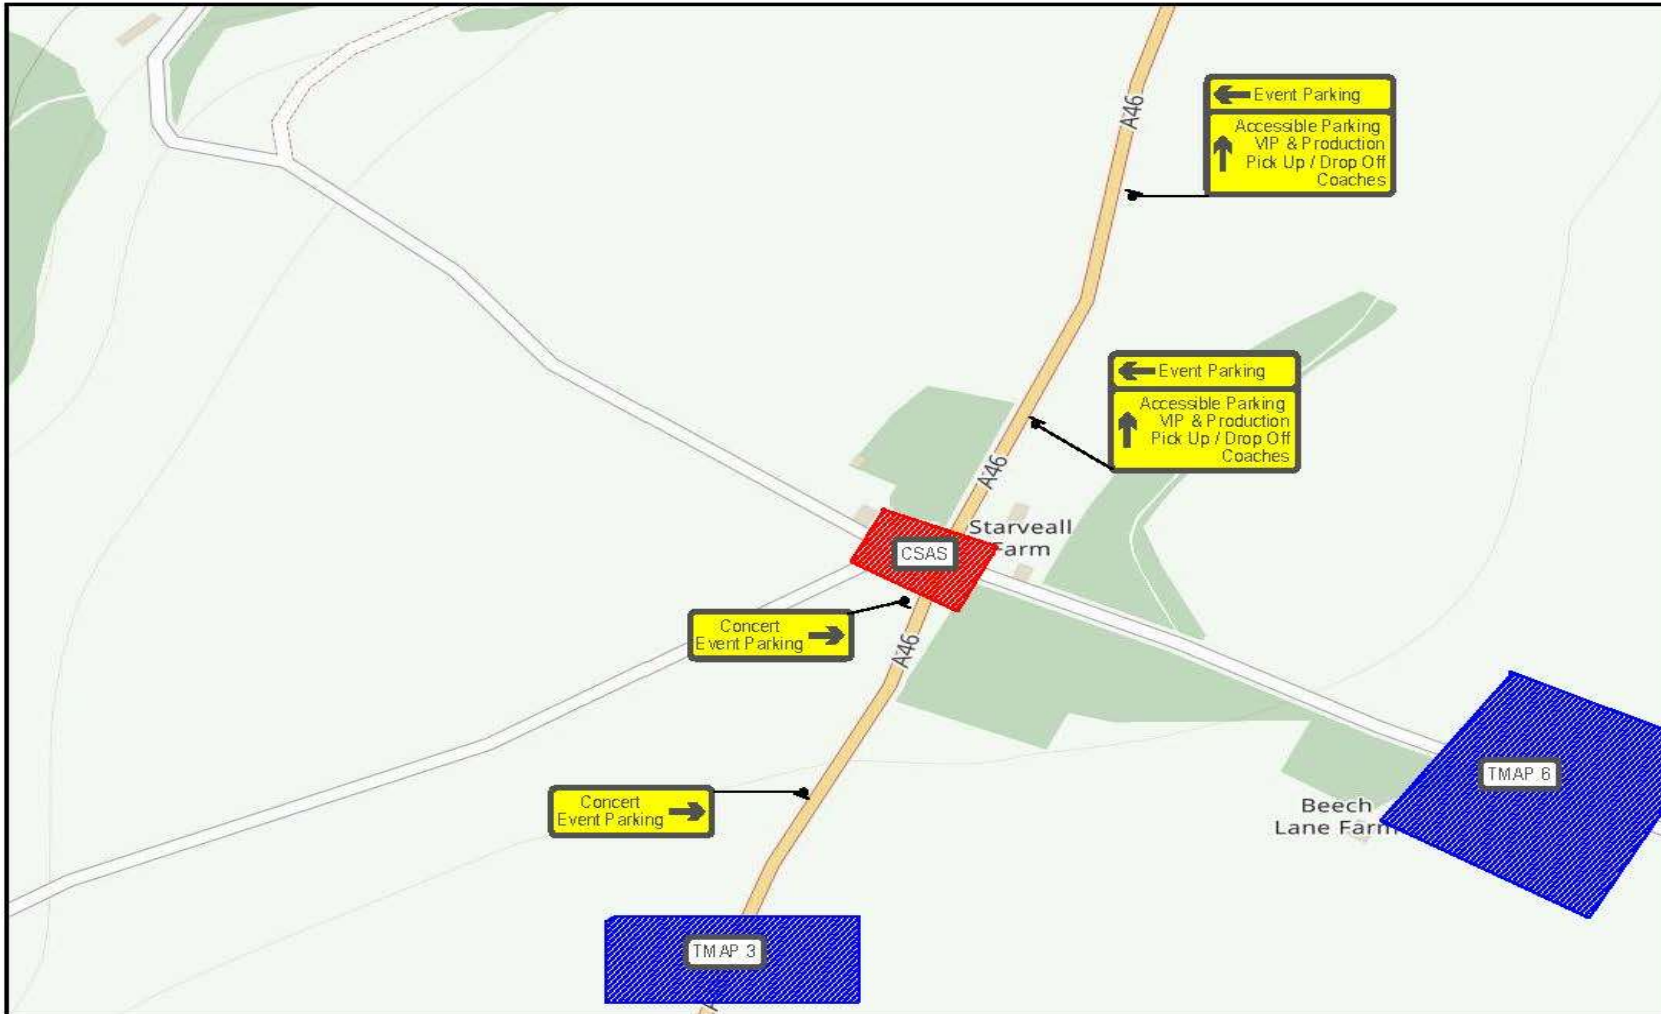 A46
Event Parking
Accessible Parking
VIP & Production
Pick Up / Drop Off
Coaches
Event Parking
Accessible Parking
VIP & Production
Pick Up / Drop Off
Coaches
A46
Starveall
Farm
CSAS
Concert
Event Parking
A46
TMAP 6
Concert
Event Parking
Beech
Lane Farm
TMAP 3